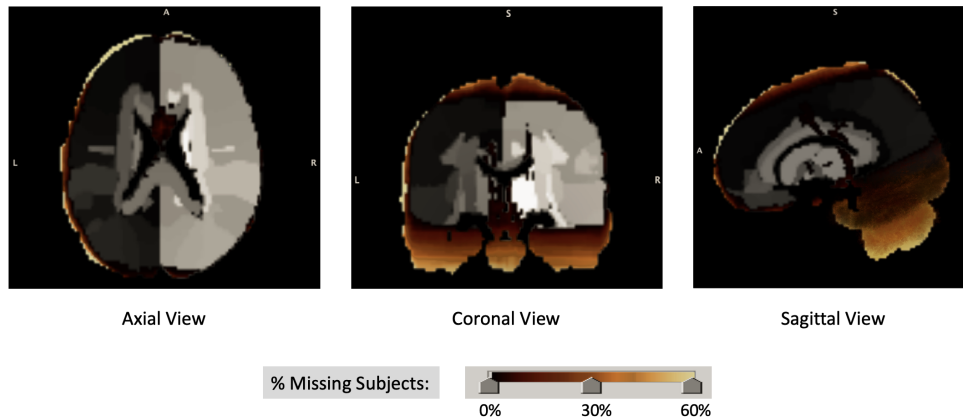 A
S
S
L
R
L
R
A
Axial View
Coronal View
Sagittal View
% Missing Subjects:
0%
30%
60%